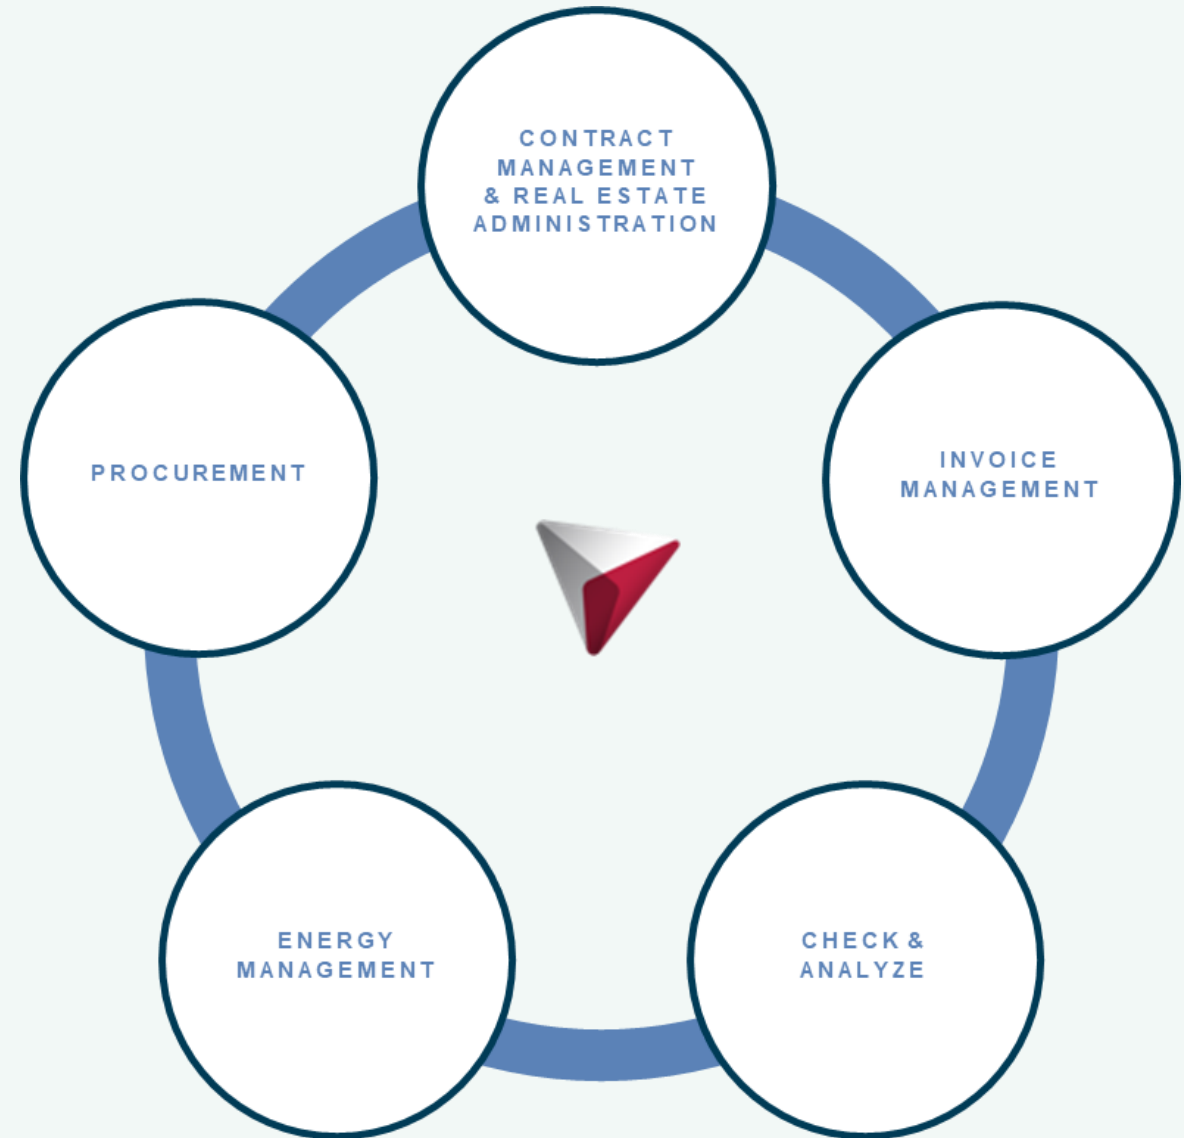 CONTRACT
MANAGEMENT
& REAL ESTATE
ADMINISTRATION
PROCUREMENT
INVOICE
MANAGEMENT
ENERGY
MANAGEMENT
CHECK &
ANALYZE